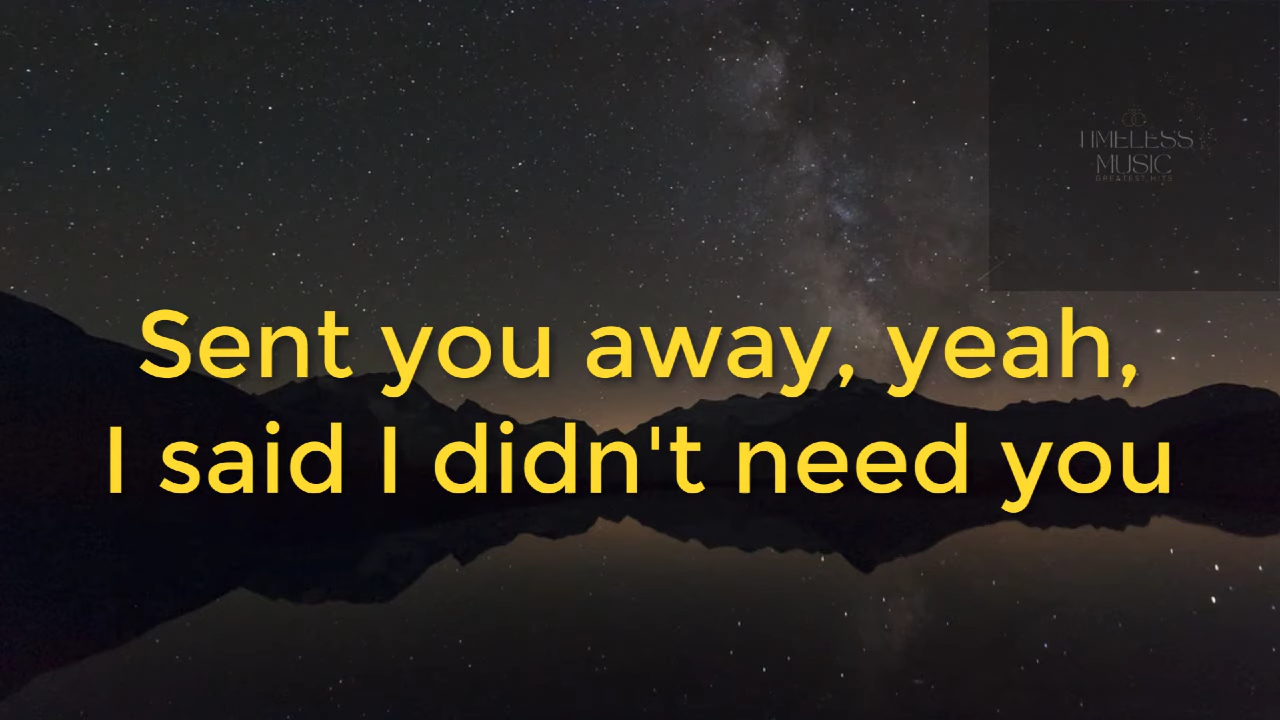 TIMELESS
MUSIC
GREATEST HITS
Sent you away, yeah,
I said I didn't need you